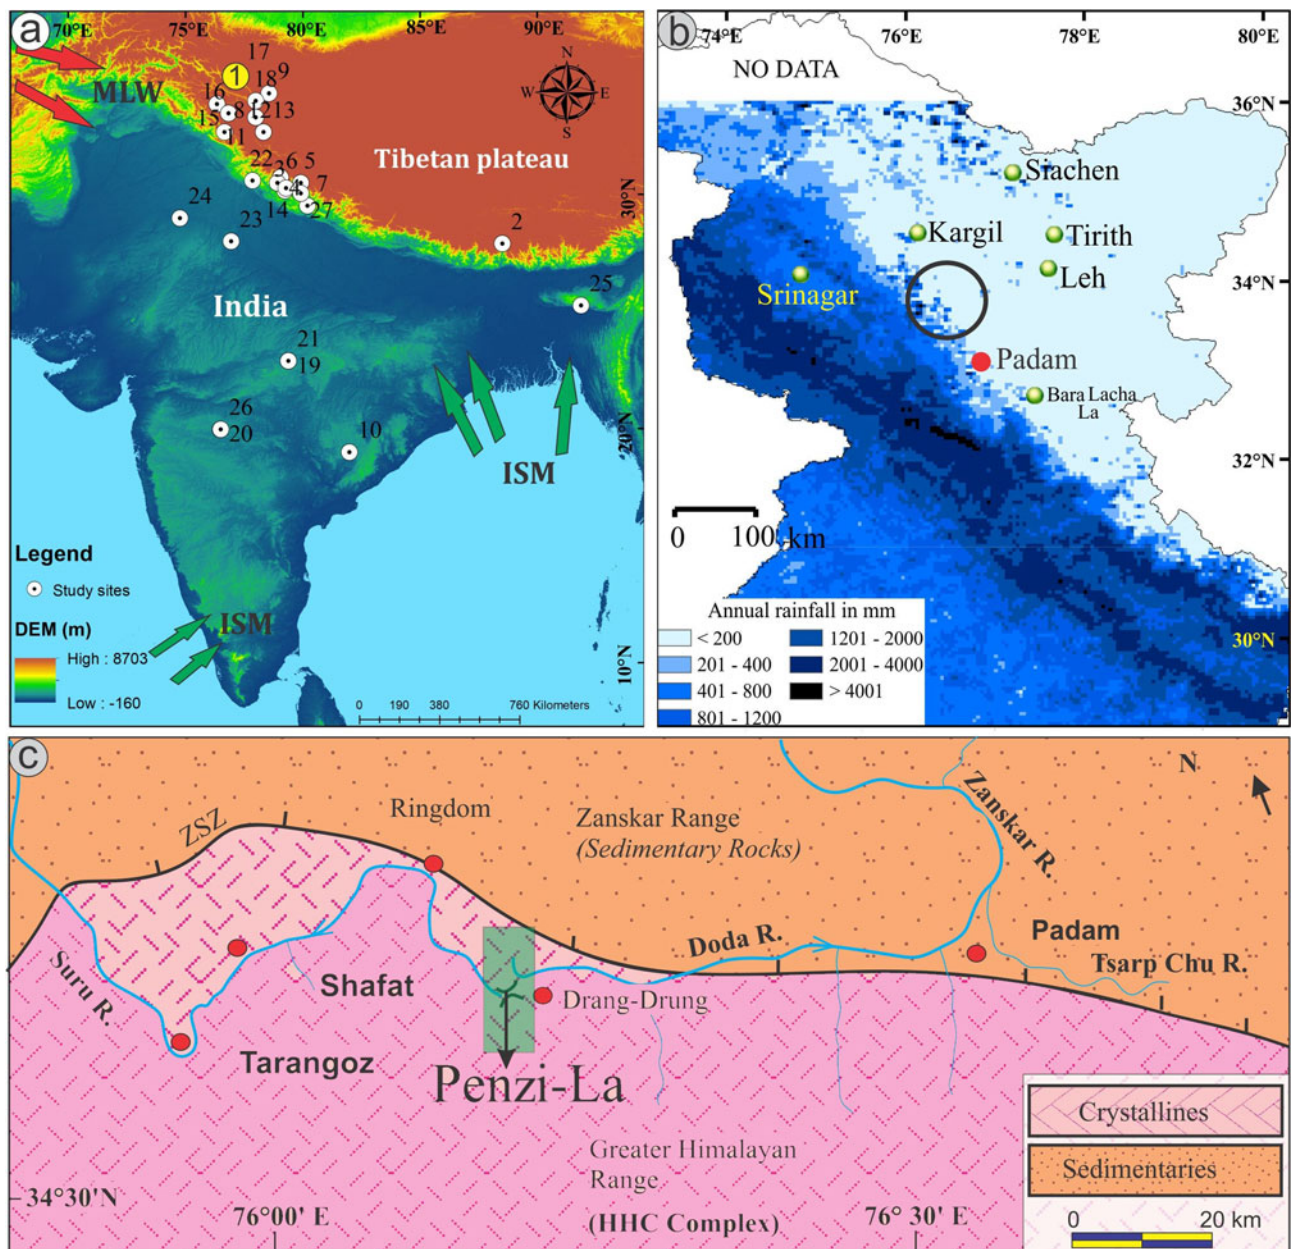 a
70°E
75°E
80°E
85°E
90°E
17
1
9
18
MLW
16
8
12
13
15
11
N
W
E
S
Tibetan plateau
22
6
5
3
7
4
24
14
27
30°N
23
2
25
India
21
19
26
20
10
20°N
ISM
Legend
Study sites
ISM
DEM (m)
High : 8703
Low : -160
10°N
0
190
380
760 Kilometers
b
74°E
76°E
78°E
80°E
NO DATA
36°N
Siachen
Kargil
Tirith
Leh
34°N
Srinagar
Padam
Bara Lacha
La
32°N
0
100 km
Annual rainfall in mm
< 200
1201 - 2000
201 - 400
2001 - 4000
401 - 800
> 4001
801 - 1200
30°N
c
N
ZSZ
Ringdom
Zanskar Range
(Sedimentary Rocks)
Zanskar R.
Suru R.
Shafat
Doda R.
Padam
Tsarp Chu R.
Drang-Drung
Tarangoz
Penzi-La
Greater Himalayan
Range
(HHC Complex)
34°30'N
76°00' E
76°30' E
Crystallines
Sedimentaries
0
20 km